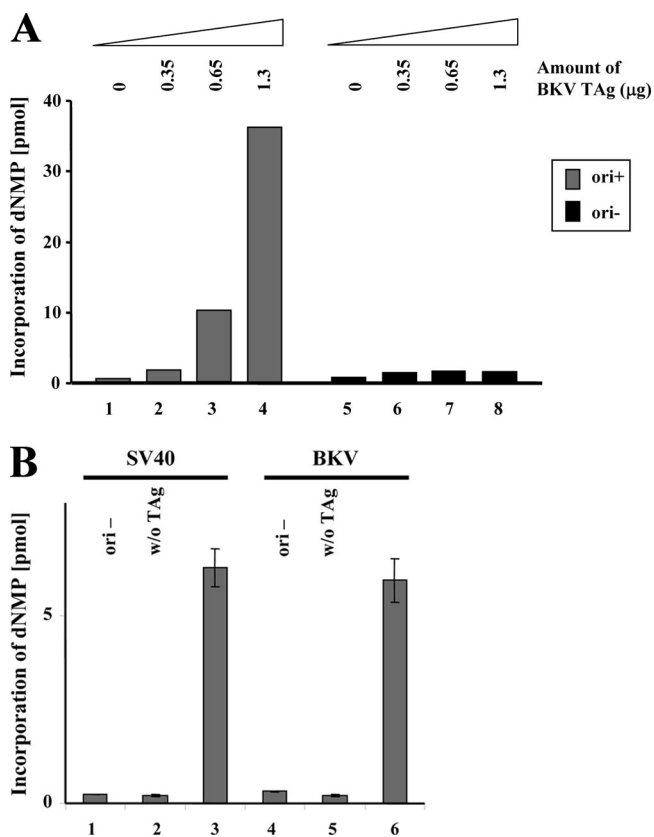 A
0 0.35 0.65 1.3 0 0.35 0.65 1.3
Amount of
BKV TAg (μg)
Incorporation of dNMP [pmol]
40
30
20
10
0
ori+
ori-
1 2 3 4 5 6 7 8
B
SV40 BKV
ori – w/o TAg ori – w/o TAg
Incorporation of dNMP [pmol]
5
0
1 2 3 4 5 6